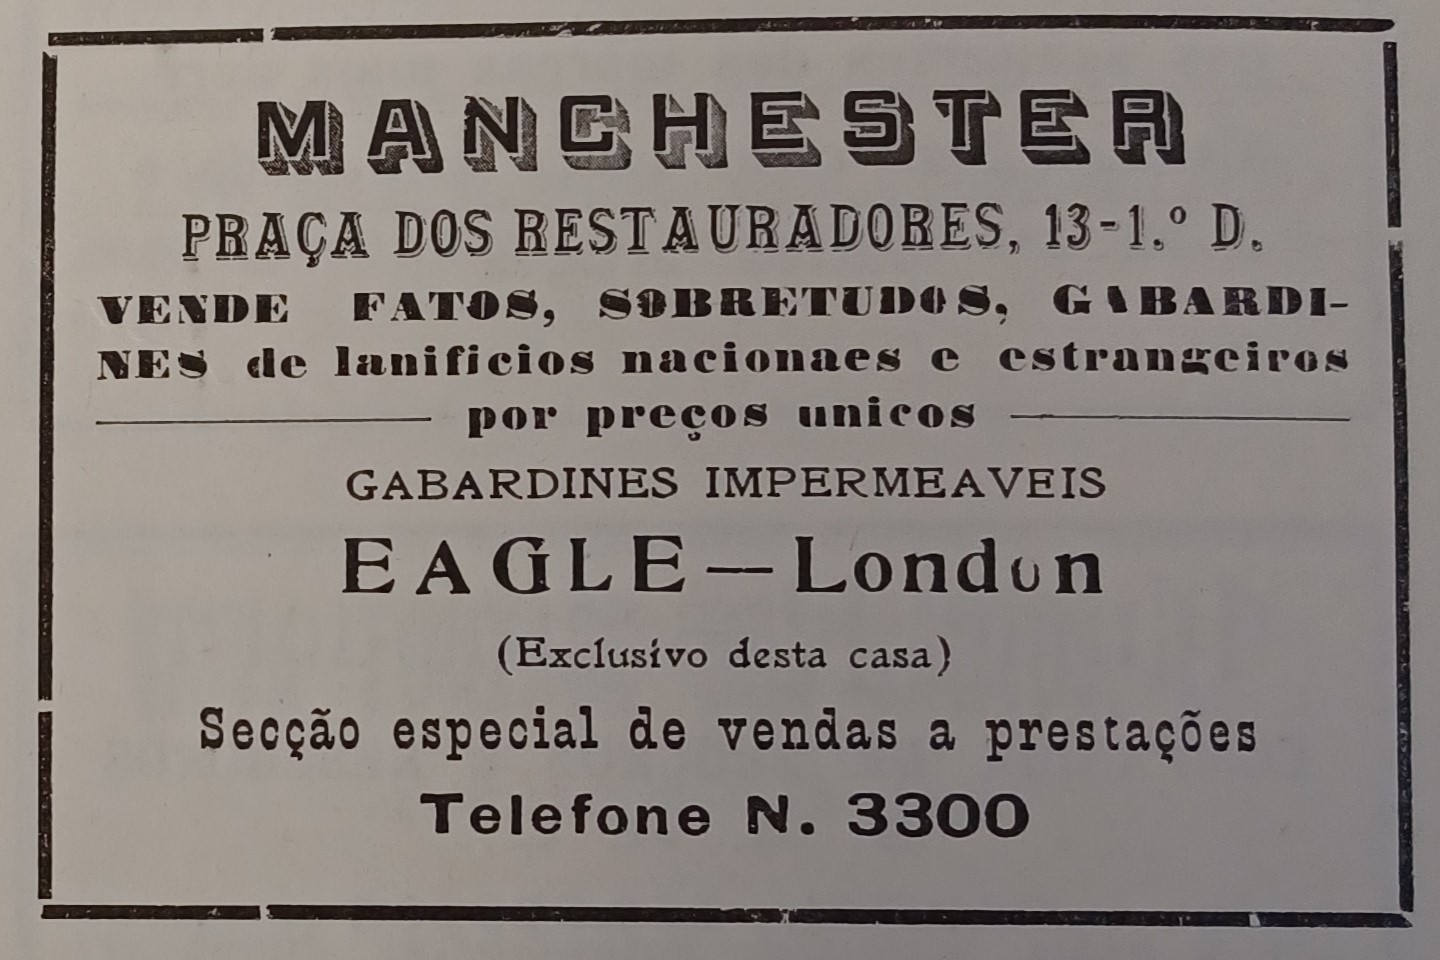 MANCHESTER
PRAÇA DOS RESTAURADORES, 13-1.º D.
VENDE FATOS, SOBRETUDOS, GABARDI-
NES de lanificios nacionaes e estrangeiros
por preços unicos
GABARDINES IMPERMEAVEIS
EAGLE — London
(Exclusivo desta casa)
Secção especial de vendas a prestações
Telefone N. 3300